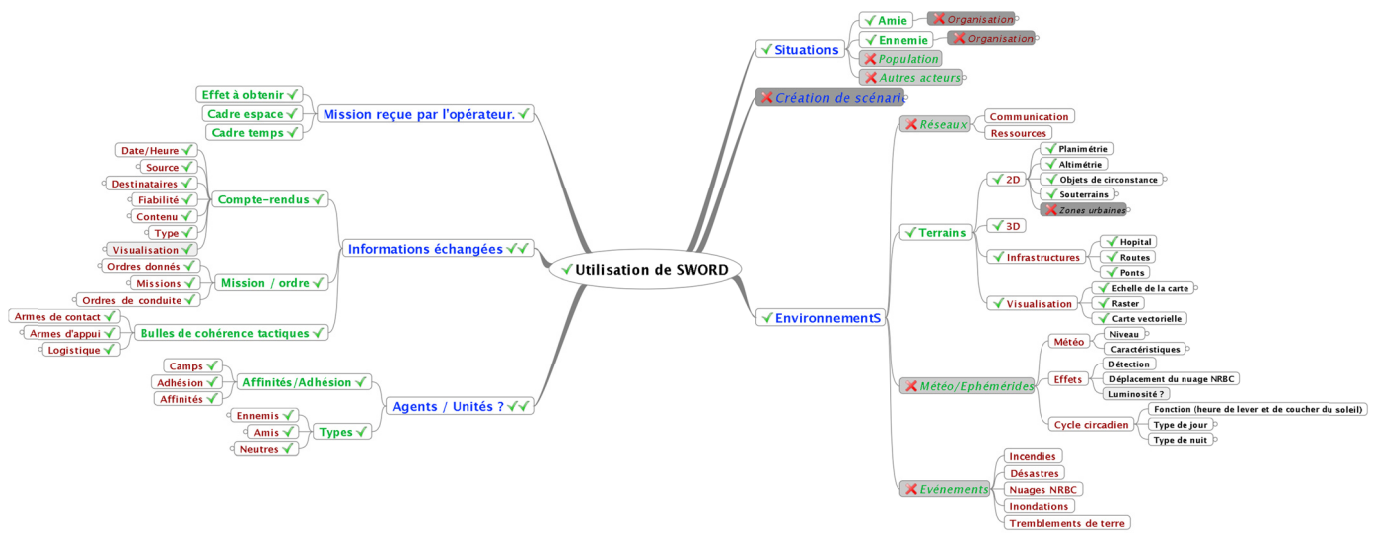 Utilisation de SWORD
Mission reçue par l'opérateur.
Effet à obtenir
Cadre espace
Cadre temps
Informations échangées
Compte-rendus
Date/Heure
Source
Destinataires
Fiabilité
Contenu
Type
Visualisation
Mission / ordre
Ordres donnés
Missions
Ordres de conduite
Bulles de cohérence tactiques
Armes de contact
Armes d'appui
Logistique
Agents / Unités ?
Affinités/Adhésion
Camps
Adhésion
Affinités
Types
Ennemis
Amis
Neutres
Situations
Amie
Organisation
Ennemie
Organisation
Population
Autres acteurs
Création de scénari
EnvironnementS
Réseaux
Communication
Ressources
Terrains
2D
Planimétrie
Altimétrie
Objets de circonstance
Souterrains
Zones urbaines
3D
Infrastructures
Hopital
Routes
Ponts
Visualisation
Echelle de la carte
Raster
Carte vectorielle
Météo/Ephémérides
Météo
Niveau
Caractéristiques
Effets
Détection
Déplacement du nuage NRBC
Luminosité ?
Cycle circadien
Fonction (heure de lever et de coucher du soleil)
Type de jour
Type de nuit
Evénements
Incendies
Désastres
Nuages NRBC
Inondations
Tremblements de terre